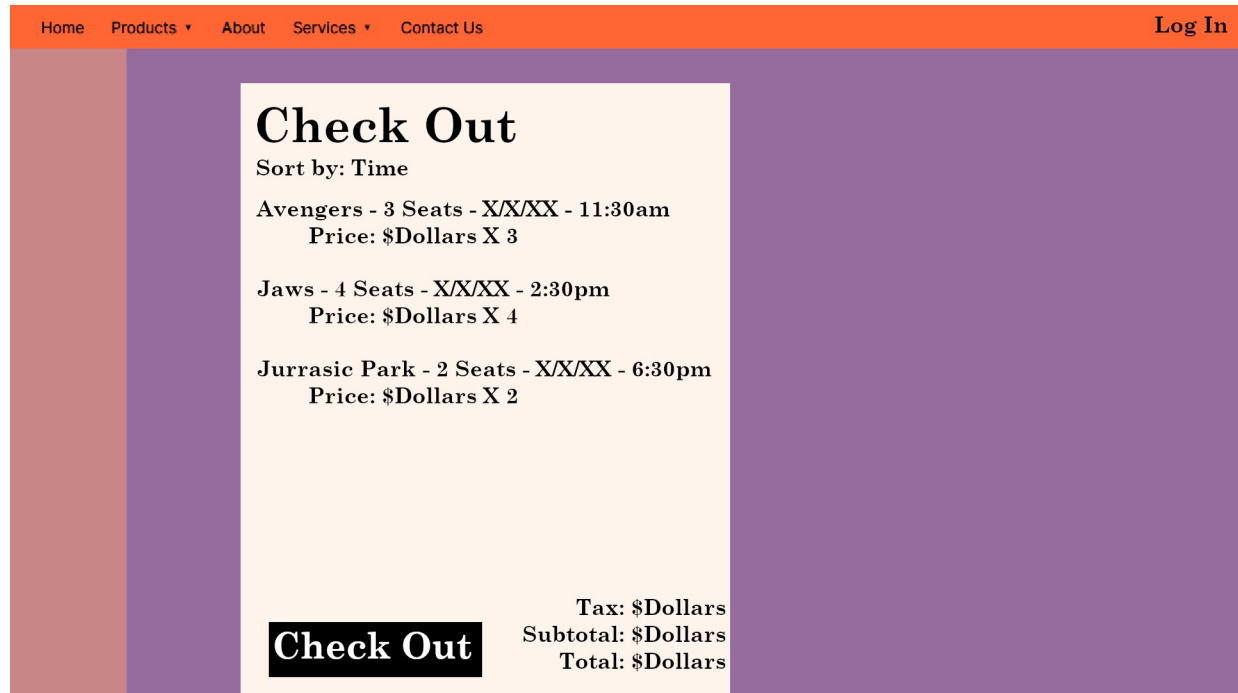 Home Products ▾ About Services ▾ Contact Us Log In
Check Out
Sort by: Time
Avengers - 3 Seats - X/X/XX - 11:30am
Price: $Dollars X 3
Jaws - 4 Seats - X/X/XX - 2:30pm
Price: $Dollars X 4
Jurrasic Park - 2 Seats - X/X/XX - 6:30pm
Price: $Dollars X 2
Tax: $Dollars
Subtotal: $Dollars
Total: $Dollars
Check Out